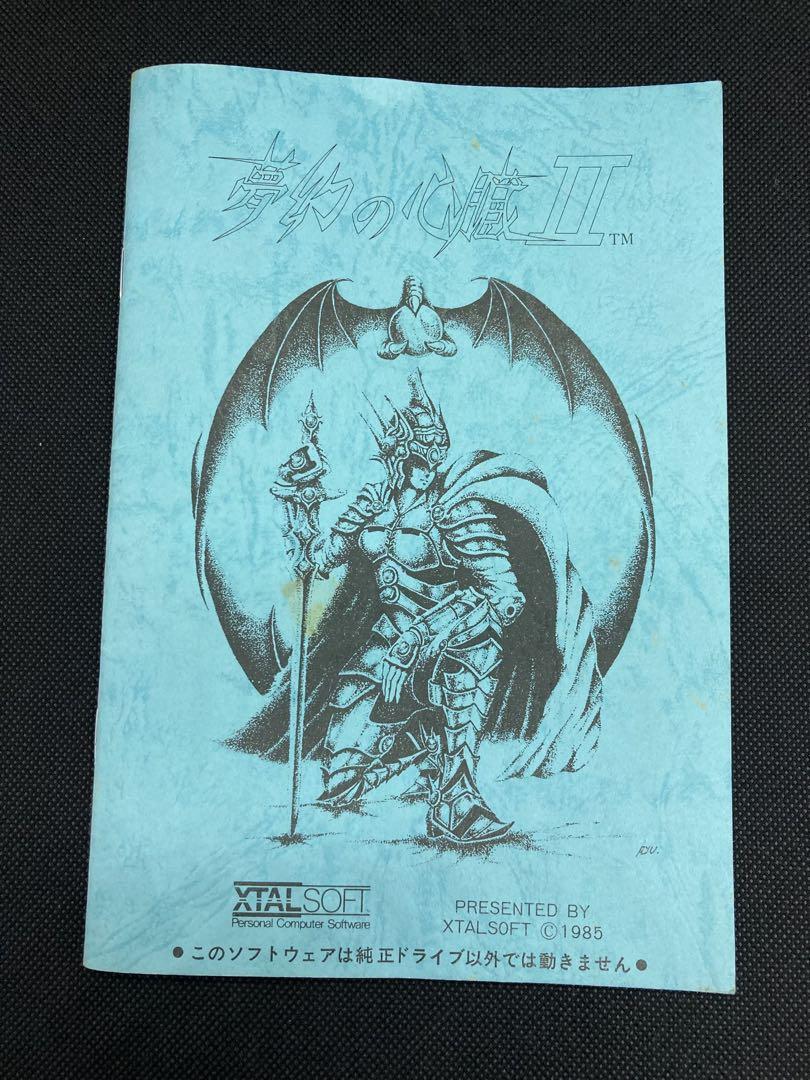 夢幻の心臓II TM
XTALSOFT
Personal Computer Software
PRESENTED BY
XTALSOFT ©1985
●このソフトウェアは純正ドライブ以外では動きません●